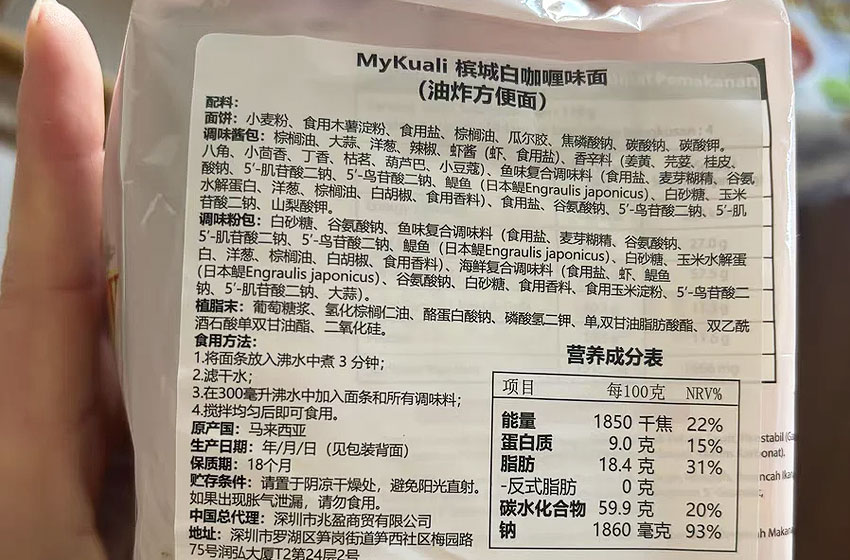 MyKuali 槟城白咖喱味面
（油炸方便面）
配料：
面饼：小麦粉、食用木薯淀粉、食用盐、棕榈油、瓜尔胶、焦磷酸钠、碳酸钠、碳酸钾。
调味酱包：棕榈油、大蒜、洋葱、辣椒、虾酱（虾、食用盐）、香辛料（姜黄、芫荽、桂皮、
八角、小茴香、丁香、枯茗、葫芦巴、小豆蔻）、鱼味复合调味料（食用盐、麦芽糊精、谷氨
酸钠、5′-肌苷酸二钠、5′-鸟苷酸二钠、鳀鱼（日本鳀Engraulis japonicus）、白砂糖、玉米
水解蛋白、洋葱、棕榈油、白胡椒、食用香料）、食用盐、谷氨酸钠、5′-鸟苷酸二钠、5′-肌
苷酸二钠、山梨酸钾。
调味粉包：白砂糖、谷氨酸钠、鱼味复合调味料（食用盐、麦芽糊精、谷氨酸钠、
5′-肌苷酸二钠、5′-鸟苷酸二钠、鳀鱼（日本鳀Engraulis japonicus）、白砂糖、玉米水解蛋
白、洋葱、棕榈油、白胡椒、食用香料）、海鲜复合调味料（食用盐、虾、鳀鱼
（日本鳀Engraulis japonicus）、谷氨酸钠、白砂糖、食用香料、食用玉米淀粉、5′-鸟苷酸二
钠、5′-肌苷酸二钠、大蒜）。
植脂末：葡萄糖浆、氢化棕榈仁油、酪蛋白酸钠、磷酸氢二钾、单,双甘油脂肪酸酯、双乙酰
酒石酸单双甘油酯、二氧化硅。
食用方法：
1.将面条放入沸水中煮 3 分钟；
2.滤干水；
3.在300毫升沸水中加入面条和所有调味料；
4.搅拌均匀后即可食用。
原产国：马来西亚
生产日期：年/月/日（见包装背面）
保质期：18个月
贮存条件：请置于阴凉干燥处，避免阳光直射。
如果出现胀气泄漏，请勿食用。
中国总代理：深圳市兆盈商贸有限公司
地址：深圳市罗湖区笋岗街道笋西社区梅园路
75号润弘大厦T2第24层2号
营养成分表
项目 每100克 NRV%
能量 1850 千焦 22%
蛋白质 9.0 克 15%
脂肪 18.4 克 31%
-反式脂肪 0 克
碳水化合物 59.9 克 20%
钠 1860 毫克 93%